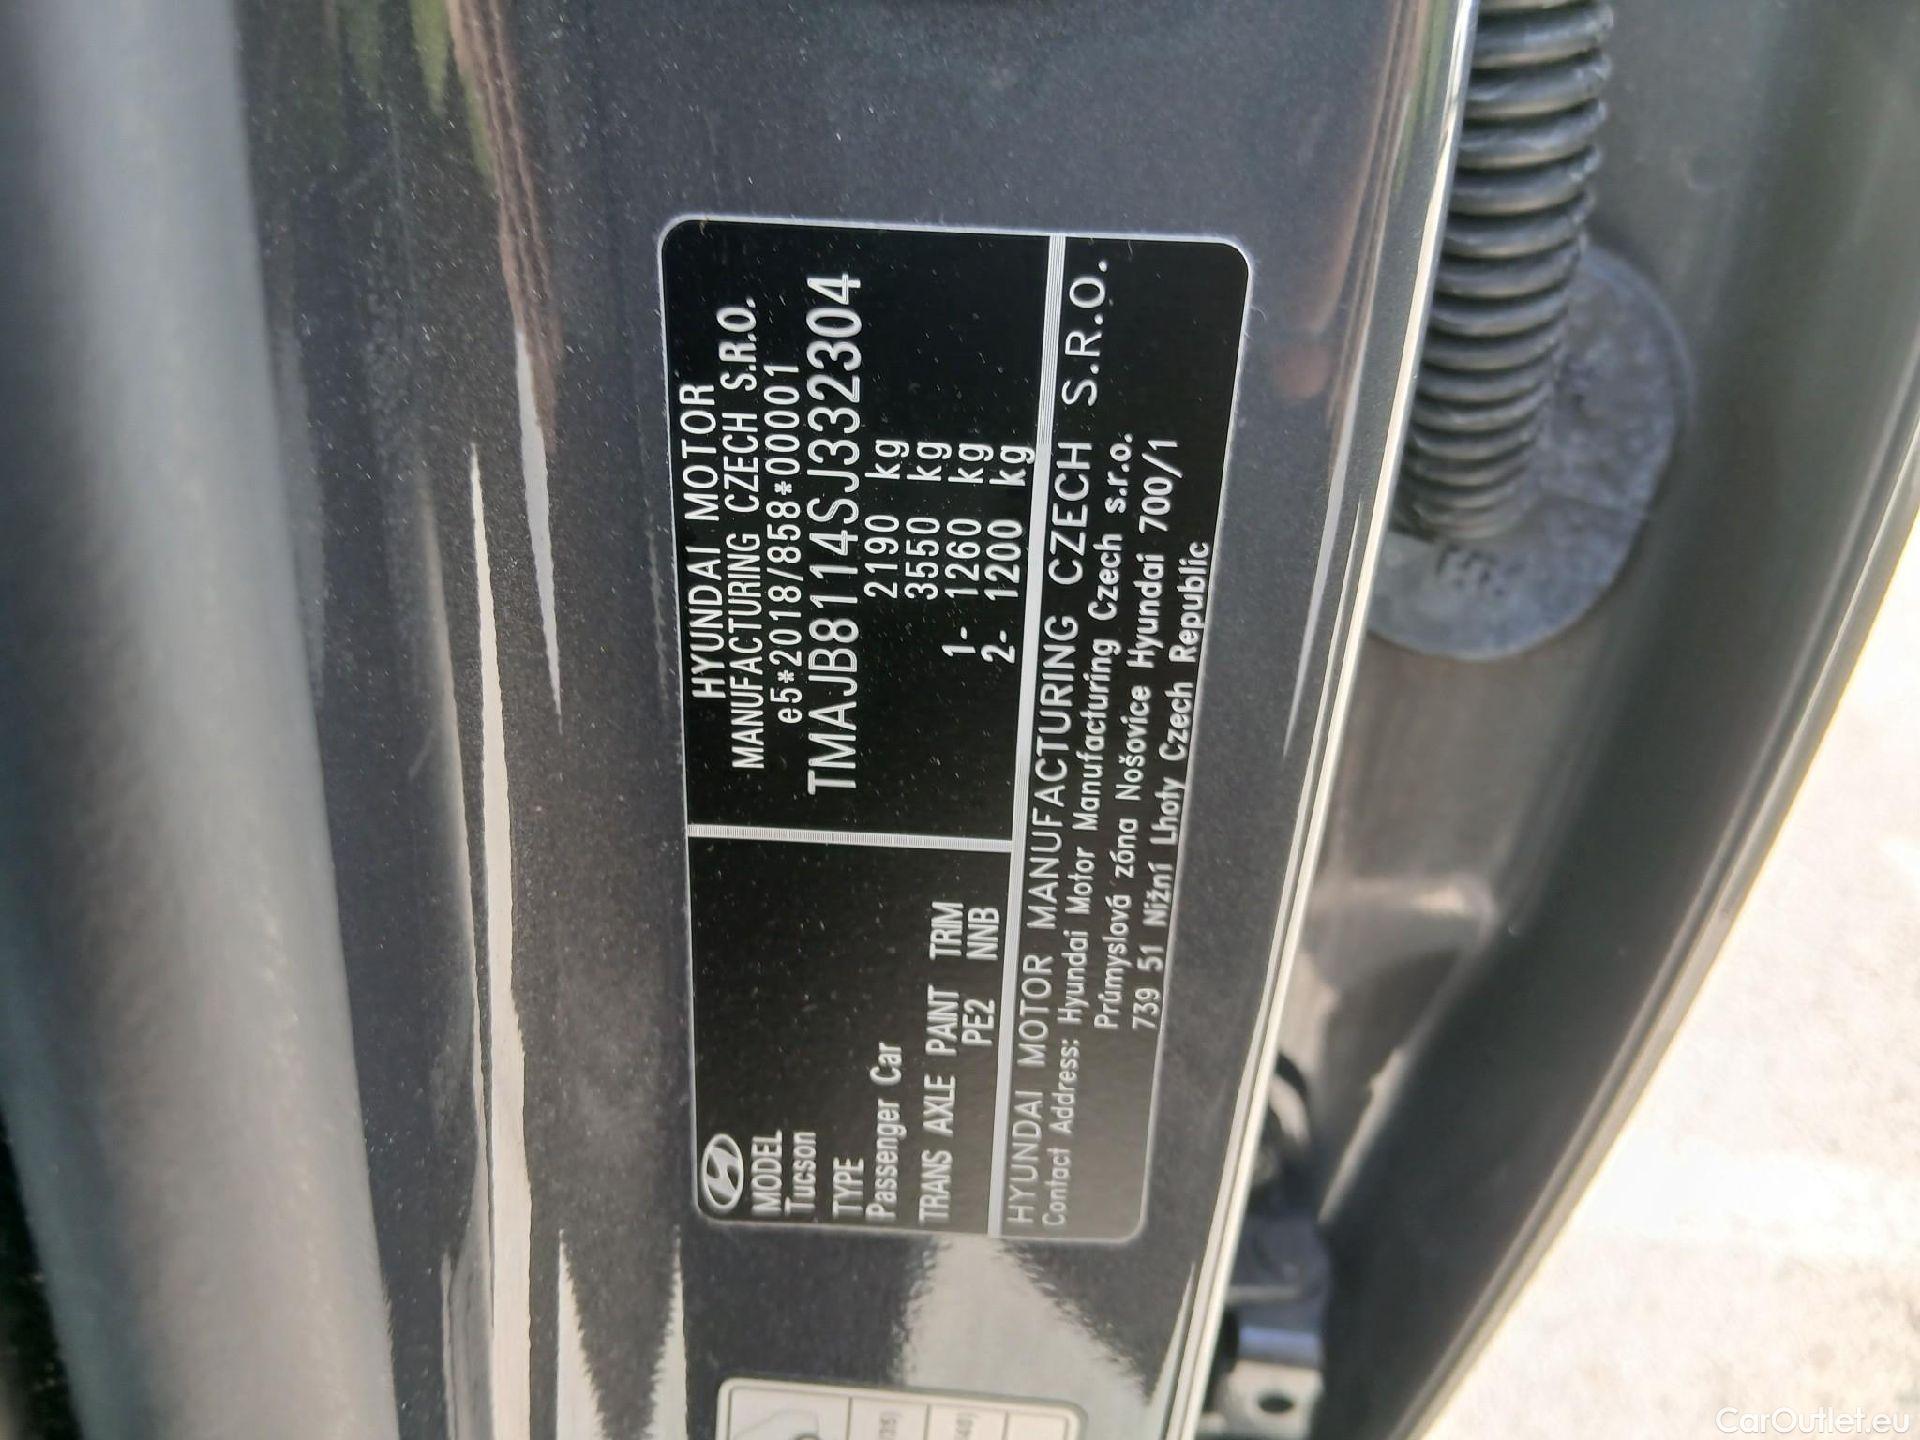 HYUNDAI MOTOR
MANUFACTURING CZECH S.R.O.
e5*2018/858*00001
TMAJB8114SJ332304
2190 kg
3550 kg
1- 1260 kg
2- 1200 kg
MODEL
Tucson
TYPE
Passenger Car
TRANS AXLE PAINT TRIM
PE2 NNB
HYUNDAI MOTOR MANUFACTURING CZECH S.R.O.
Contact Address: Hyundai Motor Manufacturing Czech s.r.o.
Průmyslová zóna Nošovice Hyundai 700/1
739 51 Nižní Lhoty Czech Republic
CarOutlet.eu